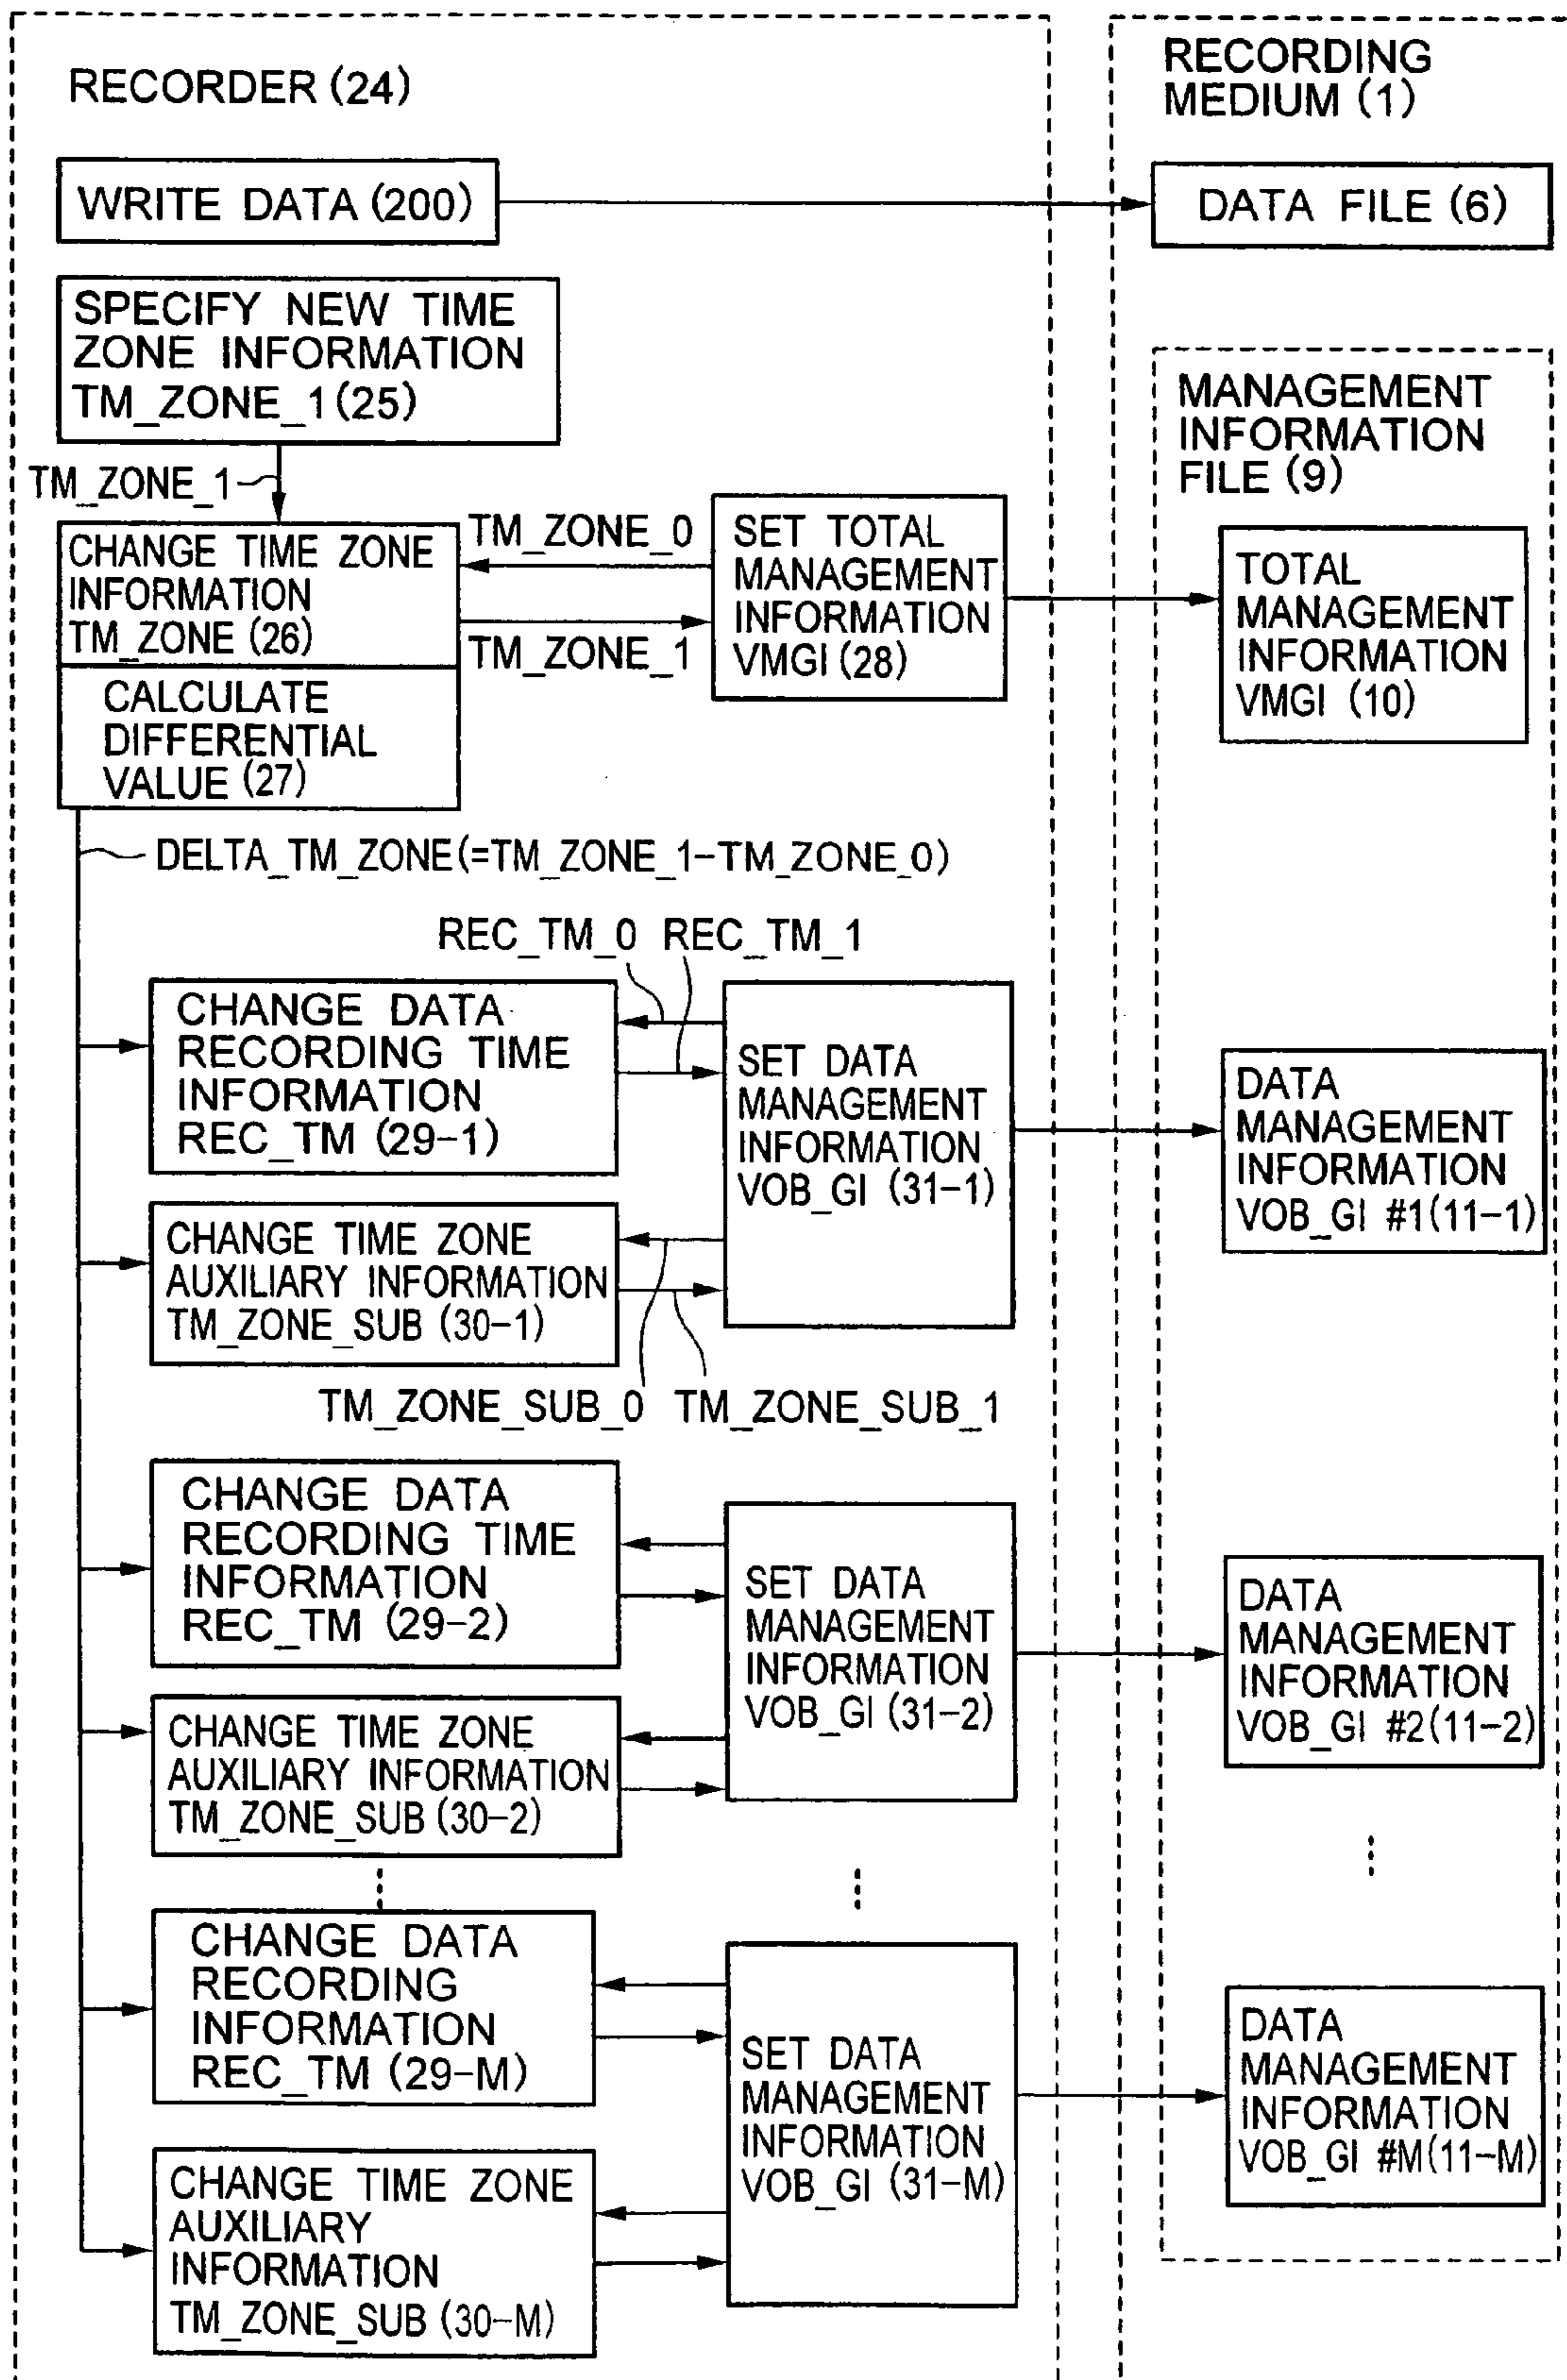 RECORDER (24)
RECORDING
MEDIUM (1)
WRITE DATA (200)
DATA FILE (6)
SPECIFY NEW TIME
ZONE INFORMATION
TM_ZONE_1 (25)
MANAGEMENT
INFORMATION
FILE (9)
TM_ZONE_1
CHANGE TIME ZONE
INFORMATION
TM_ZONE (26)
TM_ZONE_0
TM_ZONE_1
SET TOTAL
MANAGEMENT
INFORMATION
VMGI (28)
TOTAL
MANAGEMENT
INFORMATION
VMGI (10)
CALCULATE
DIFFERENTIAL
VALUE (27)
DELTA_TM_ZONE(=TM_ZONE_1-TM_ZONE_0)
REC_TM_0 REC_TM_1
CHANGE DATA
RECORDING TIME
INFORMATION
REC_TM (29-1)
SET DATA
MANAGEMENT
INFORMATION
VOB_GI (31-1)
DATA
MANAGEMENT
INFORMATION
VOB_GI #1(11-1)
CHANGE TIME ZONE
AUXILIARY INFORMATION
TM_ZONE_SUB (30-1)
TM_ZONE_SUB_0 TM_ZONE_SUB_1
CHANGE DATA
RECORDING TIME
INFORMATION
REC_TM (29-2)
SET DATA
MANAGEMENT
INFORMATION
VOB_GI (31-2)
DATA
MANAGEMENT
INFORMATION
VOB_GI #2(11-2)
CHANGE TIME ZONE
AUXILIARY INFORMATION
TM_ZONE_SUB (30-2)
CHANGE DATA
RECORDING
INFORMATION
REC_TM (29-M)
SET DATA
MANAGEMENT
INFORMATION
VOB_GI (31-M)
DATA
MANAGEMENT
INFORMATION
VOB_GI #M(11-M)
CHANGE TIME ZONE
AUXILIARY
INFORMATION
TM_ZONE_SUB (30-M)